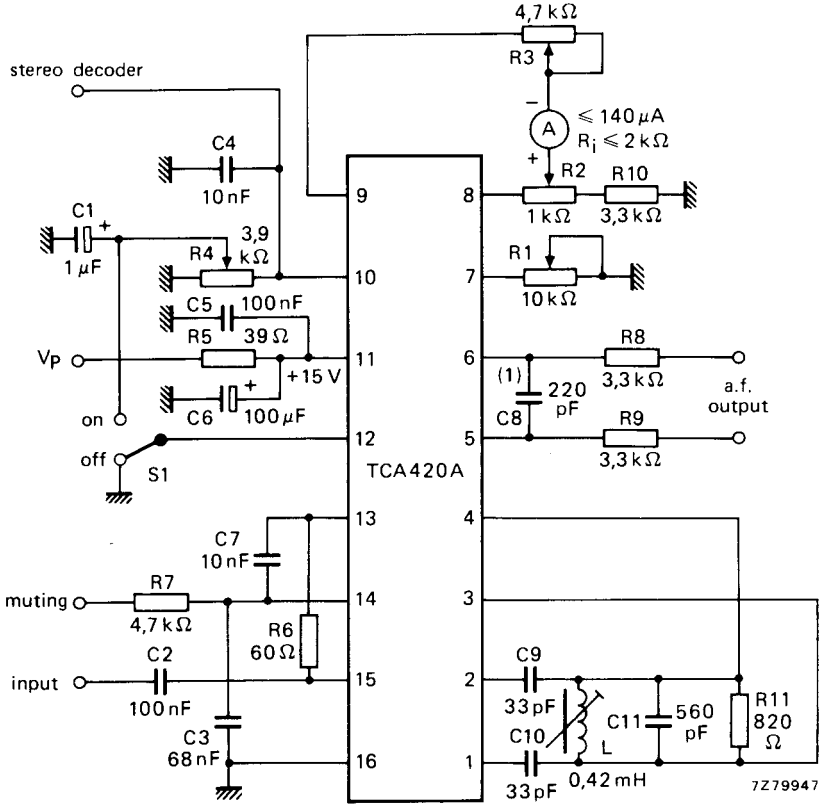 4,7 kΩ
R3
stereo decoder
−
≤ 140 μA
A
Ri ≤ 2 kΩ
C4
+
R2
R10
10 nF
9
8
1 kΩ
3,3 kΩ
C1
+
1 μF
R4
3,9
kΩ
R1
10
7
10 kΩ
C5
100 nF
R5
39 Ω
R8
VP
11
6
+15 V
(1)
3,3 kΩ
+
220
pF
a.f.
output
C6
100 μF
C8
R9
on
12
5
3,3 kΩ
off
S1
TCA420A
13
4
C7
10 nF
R7
muting
14
3
4,7 kΩ
R6
60 Ω
C2
C9
input
15
2
100 nF
33 pF
R11
C10
C11
560
pF
820
Ω
C3
68 nF
L
16
1
33 pF
0,42 mH
7Z79947